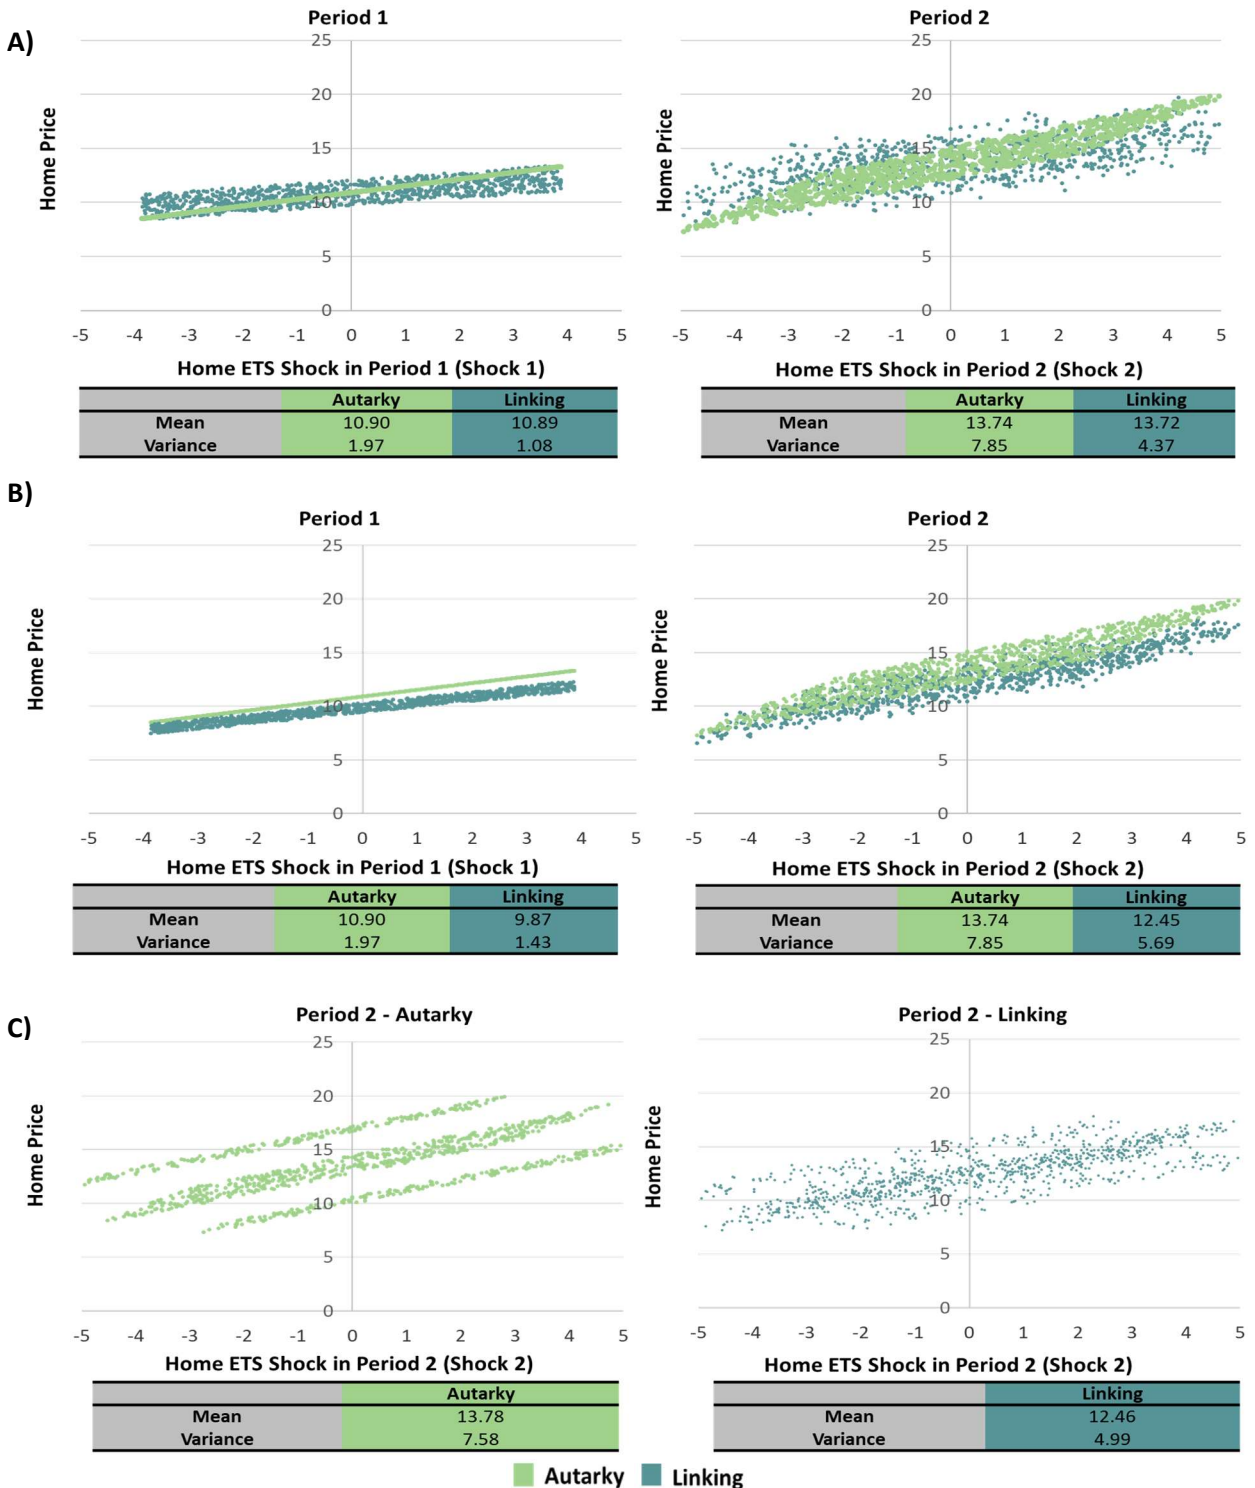 A)
Period 1
Period 2
25
20
15
10
5
0
Home Price
-5 -4 -3 -2 -1 0 1 2 3 4 5
Home ETS Shock in Period 1 (Shock 1)
25
20
15
10
5
0
Home Price
-5 -4 -3 -2 -1 0 1 2 3 4 5
Home ETS Shock in Period 2 (Shock 2)
Autarky Linking
Mean 10.90 10.89
Variance 1.97 1.08
Autarky Linking
Mean 13.74 13.72
Variance 7.85 4.37
B)
Period 1
Period 2
25
20
15
10
5
0
Home Price
-5 -4 -3 -2 -1 0 1 2 3 4 5
Home ETS Shock in Period 1 (Shock 1)
25
20
15
10
5
0
Home Price
-5 -4 -3 -2 -1 0 1 2 3 4 5
Home ETS Shock in Period 2 (Shock 2)
Autarky Linking
Mean 10.90 9.87
Variance 1.97 1.43
Autarky Linking
Mean 13.74 12.45
Variance 7.85 5.69
C)
Period 2 - Autarky
Period 2 - Linking
25
20
15
10
5
0
Home Price
-5 -4 -3 -2 -1 0 1 2 3 4 5
Home ETS Shock in Period 2 (Shock 2)
25
20
15
10
5
0
Home Price
-5 -4 -3 -2 -1 0 1 2 3 4 5
Home ETS Shock in Period 2 (Shock 2)
Autarky
Mean 13.78
Variance 7.58
Linking
Mean 12.46
Variance 4.99
Autarky Linking